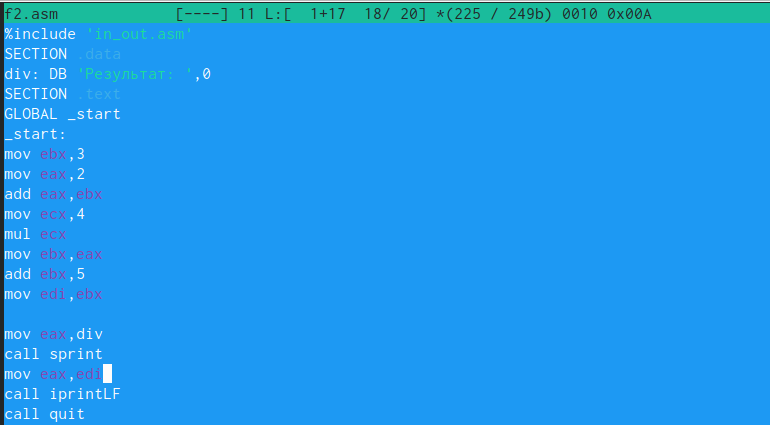 f2.asm [----] 11 L:[ 1+17 18/ 20] *(225 / 249b) 0010 0x00A
%include 'in_out.asm'
SECTION .data
div: DB 'Результат: ',0
SECTION .text
GLOBAL _start
_start:
mov ebx,3
mov eax,2
add eax,ebx
mov ecx,4
mul ecx
mov ebx,eax
add ebx,5
mov edi,ebx
mov eax,div
call sprint
mov eax,edi
call iprintLF
call quit